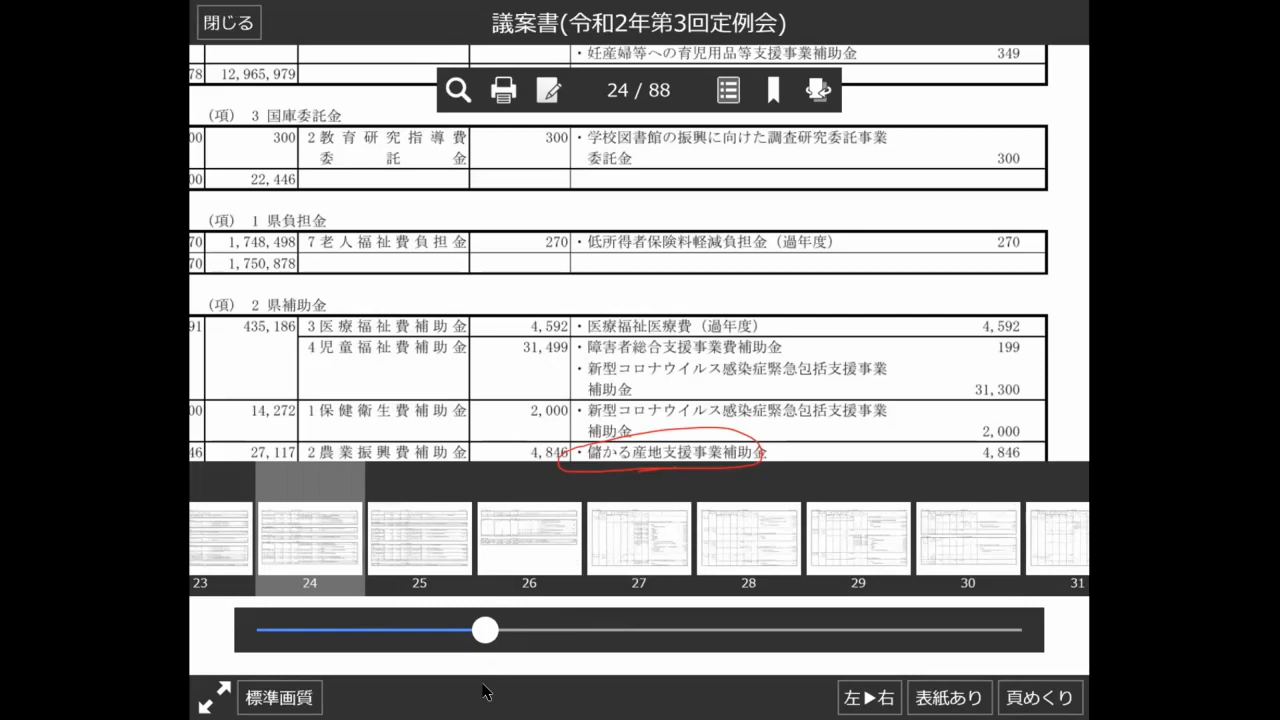 閉じる
議案書(令和2年第3回定例会)
・妊産婦等への育児用品等支援事業補助金 349
78 12,965,979
24 / 88
(項) 3 国庫委託金
00 300 2 教育研究指導費 300 ・学校図書館の振興に向けた調査研究委託事業
委託金 委託金 300
00 22,446
(項) 1 県負担金
70 1,748,498 7 老人福祉費負担金 270 ・低所得者保険料軽減負担金(過年度) 270
70 1,750,878
(項) 2 県補助金
91 435,186 3 医療福祉費補助金 4,592 ・医療福祉医療費(過年度) 4,592
4 児童福祉費補助金 31,499 ・障害者総合支援事業費補助金 199
・新型コロナウイルス感染症緊急包括支援事業
補助金 31,300
00 14,272 1 保健衛生費補助金 2,000 ・新型コロナウイルス感染症緊急包括支援事業
補助金 2,000
46 27,117 2 農業振興費補助金 4,846 ・儲かる産地支援事業補助金 4,846
23 24 25 26 27 28 29 30 31
標準画質 左▶右 表紙あり 頁めくり